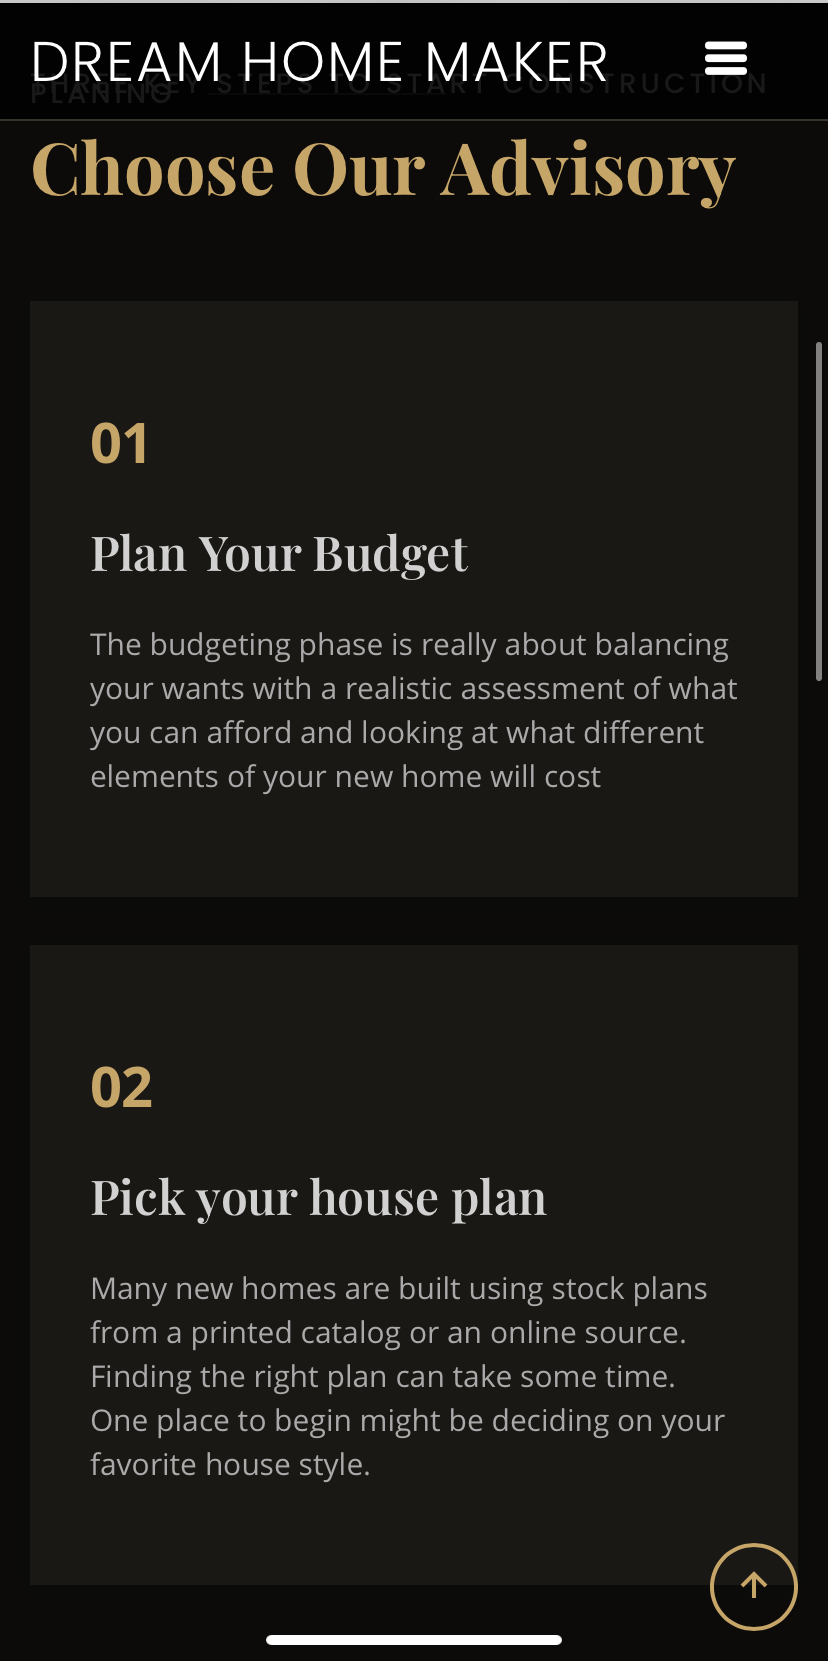 DREAM HOME MAKER
THREE KEY STEPS TO START CONSTRUCTION
PLANING
Choose Our Advisory
01
Plan Your Budget
The budgeting phase is really about balancing
your wants with a realistic assessment of what
you can afford and looking at what different
elements of your new home will cost
02
Pick your house plan
Many new homes are built using stock plans
from a printed catalog or an online source.
Finding the right plan can take some time.
One place to begin might be deciding on your
favorite house style.